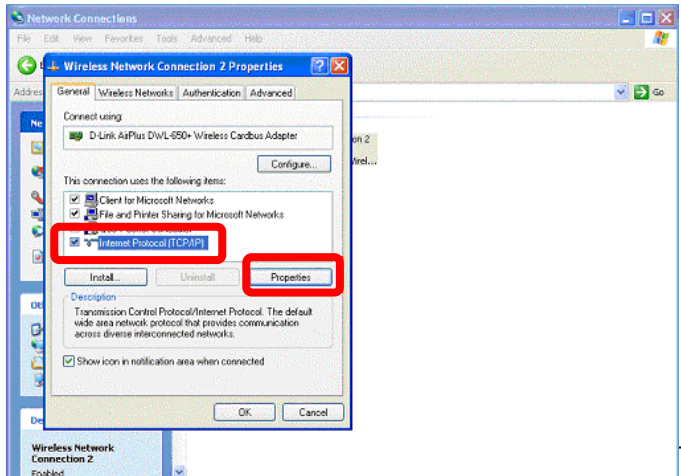 Network Connections
File Edit View Favorites Tools Advanced Help
Wireless Network Connection 2 Properties
Address
Go
General Wireless Networks Authentication Advanced
Connect using:
D-Link AirPlus DWL-650+ Wireless Cardbus Adapter
on 2
Configure...
This connection uses the following items:
Client for Microsoft Networks
File and Printer Sharing for Microsoft Networks
Internet Protocol (TCP/IP)
Install... Uninstall Properties
Description
Transmission Control Protocol/Internet Protocol. The default
wide area network protocol that provides communication
across diverse interconnected networks.
Show icon in notification area when connected
OK Cancel
Wireless Network
Connection 2
Enabled